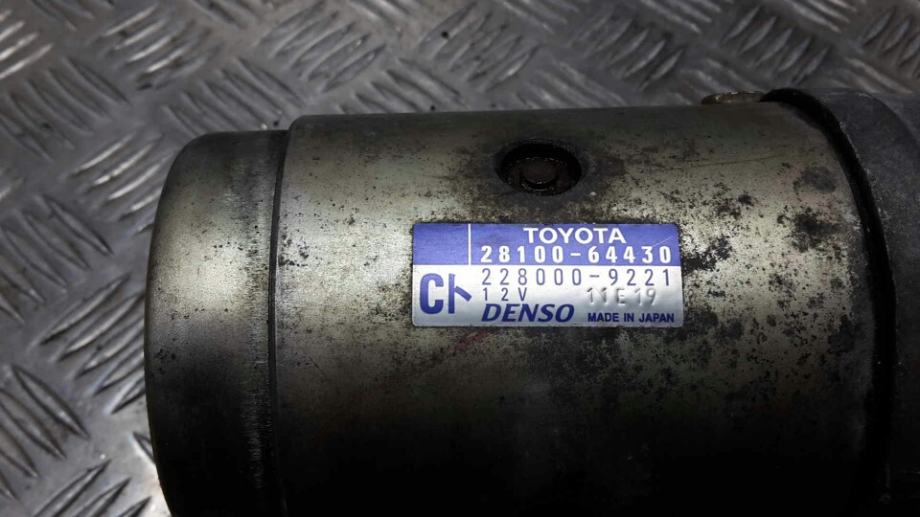 TOYOTA
28100-64430
228000-9221
12V 11E19
DENSO MADE IN JAPAN